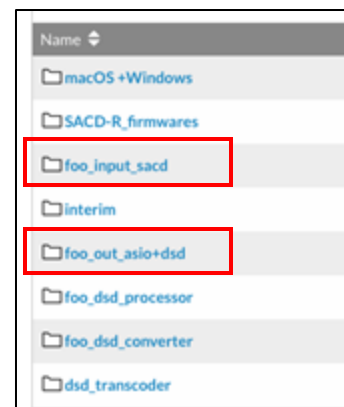 Name
macOS +Windows
SACD-R_firmwares
foo_input_sacd
interim
foo_out_asio+dsd
foo_dsd_processor
foo_dsd_converter
dsd_transcoder